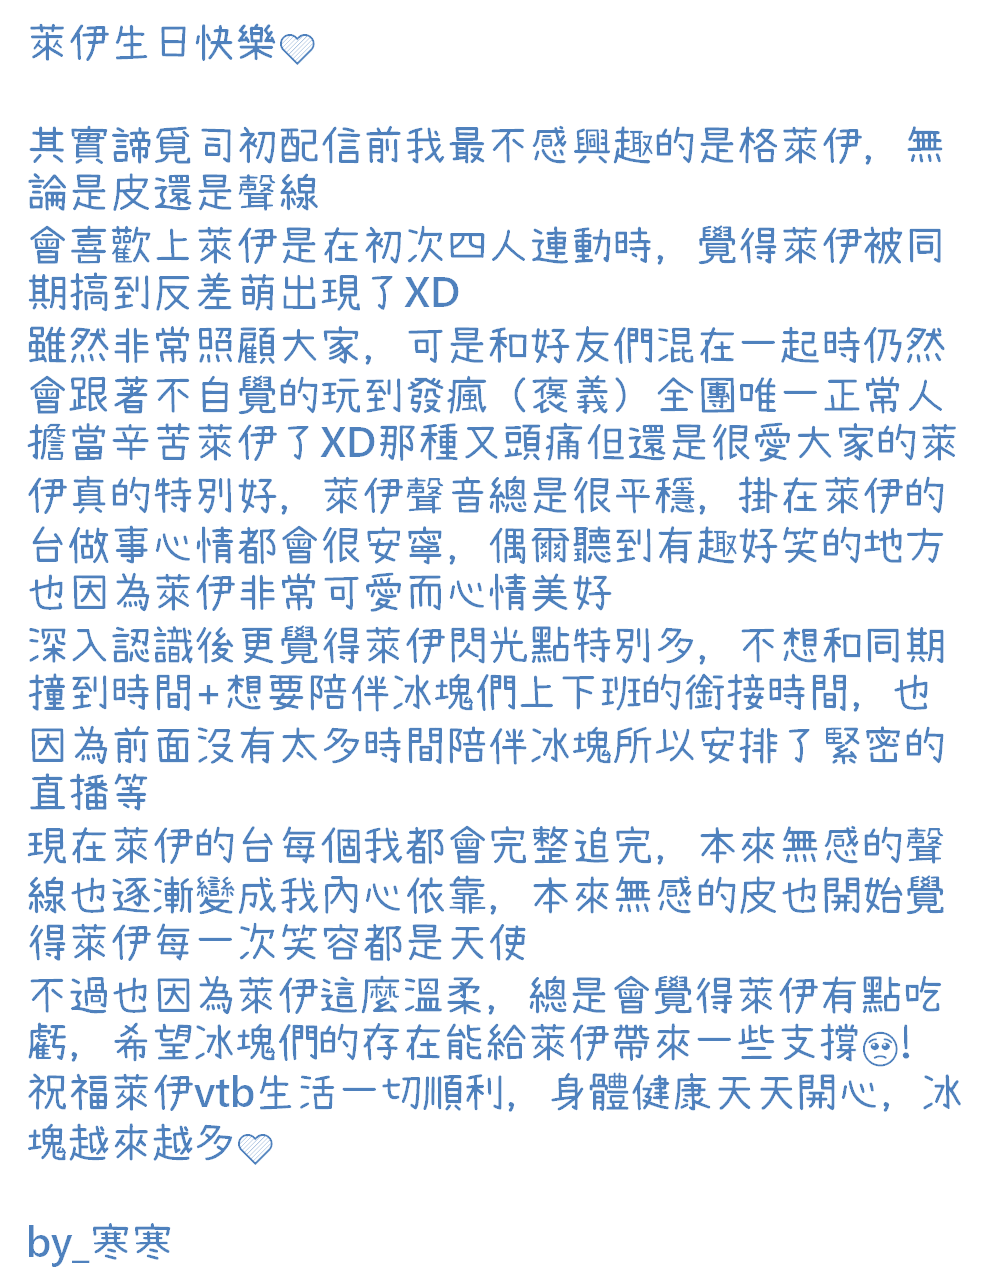 萊伊生日快樂🤍
其實諦覓司初配信前我最不感興趣的是格萊伊，無
論是皮還是聲線
會喜歡上萊伊是在初次四人連動時，覺得萊伊被同
期搞到反差萌出現了XD
雖然非常照顧大家，可是和好友們混在一起時仍然
會跟著不自覺的玩到發瘋（褒義）全團唯一正常人
擔當辛苦萊伊了XD那種又頭痛但還是很愛大家的萊
伊真的特別好，萊伊聲音總是很平穩，掛在萊伊的
台做事心情都會很安寧，偶爾聽到有趣好笑的地方
也因為萊伊非常可愛而心情美好
深入認識後更覺得萊伊閃光點特別多，不想和同期
撞到時間+想要陪伴冰塊們上下班的銜接時間，也
因為前面沒有太多時間陪伴冰塊所以安排了緊密的
直播等
現在萊伊的台每個我都會完整追完，本來無感的聲
線也逐漸變成我內心依靠，本來無感的皮也開始覺
得萊伊每一次笑容都是天使
不過也因為萊伊這麼溫柔，總是會覺得萊伊有點吃
虧，希望冰塊們的存在能給萊伊帶來一些支撐🥺!
祝福萊伊vtb生活一切順利，身體健康天天開心，冰
塊越來越多🤍
by_寒寒